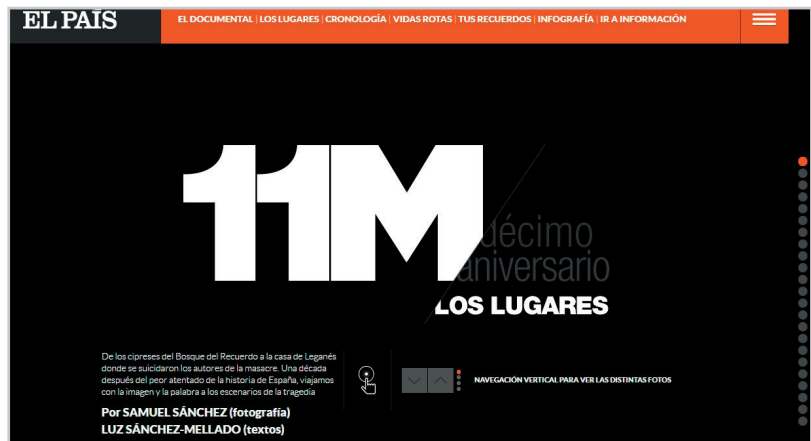 EL PAÍS
EL DOCUMENTAL | LOS LUGARES | CRONOLOGÍA | VIDAS ROTAS | TUS RECUERDOS | INFOGRAFÍA | IR A INFORMACIÓN
11M
décimo
aniversario
LOS LUGARES
De los cipreses del Bosque del Recuerdo a la casa de Leganés
donde se suicidaron los autores de la masacre. Una década
después del peor atentado de la historia de España, viajamos
con la imagen y la palabra a los escenarios de la tragedia
NAVEGACIÓN VERTICAL PARA VER LAS DISTINTAS FOTOS
Por SAMUEL SÁNCHEZ (fotografía)
LUZ SÁNCHEZ-MELLADO (textos)